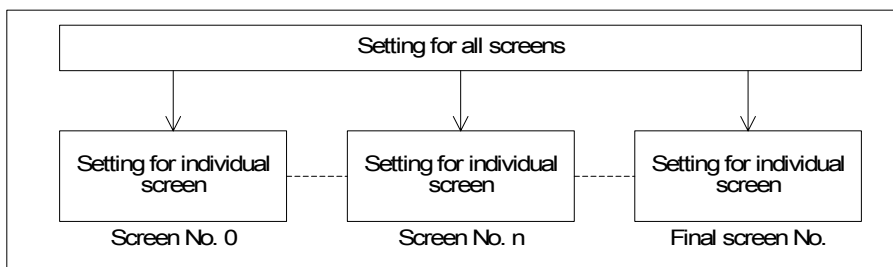 Setting for all screens
Setting for individual
screen
Setting for individual
screen
Setting for individual
screen
Screen No. 0
Screen No. n
Final screen No.